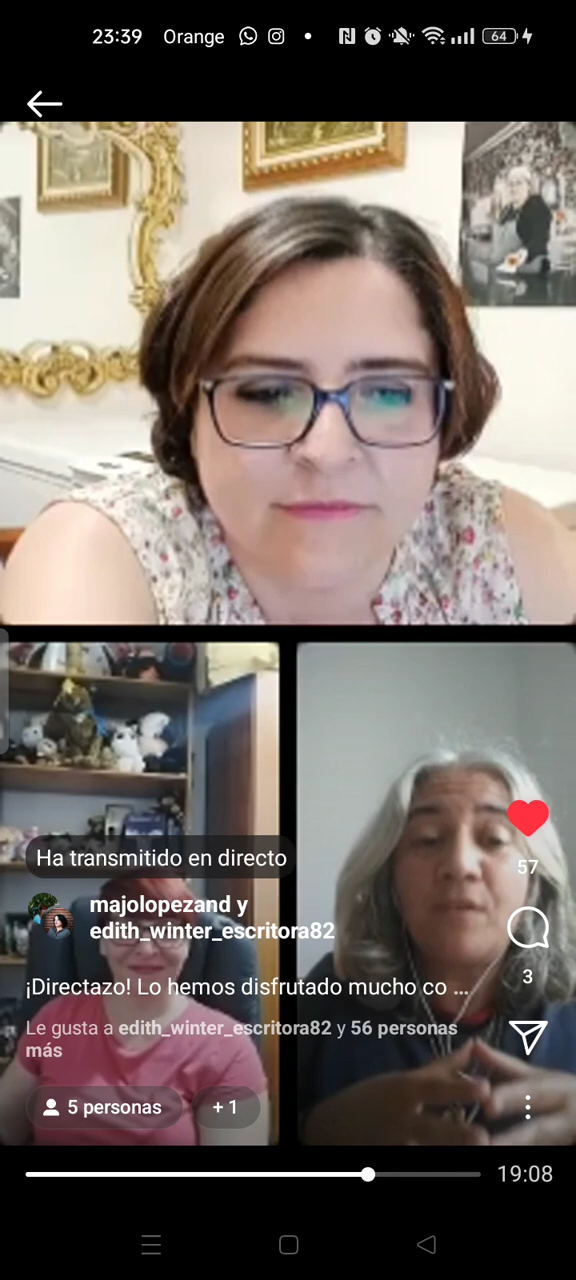 23:39 Orange 64
Ha transmitido en directo
majolopezand y
edith_winter_escritora82
57
¡Directazo! Lo hemos disfrutado mucho co ...
3
Le gusta a edith_winter_escritora82 y 56 personas
más
5 personas +1
19:08